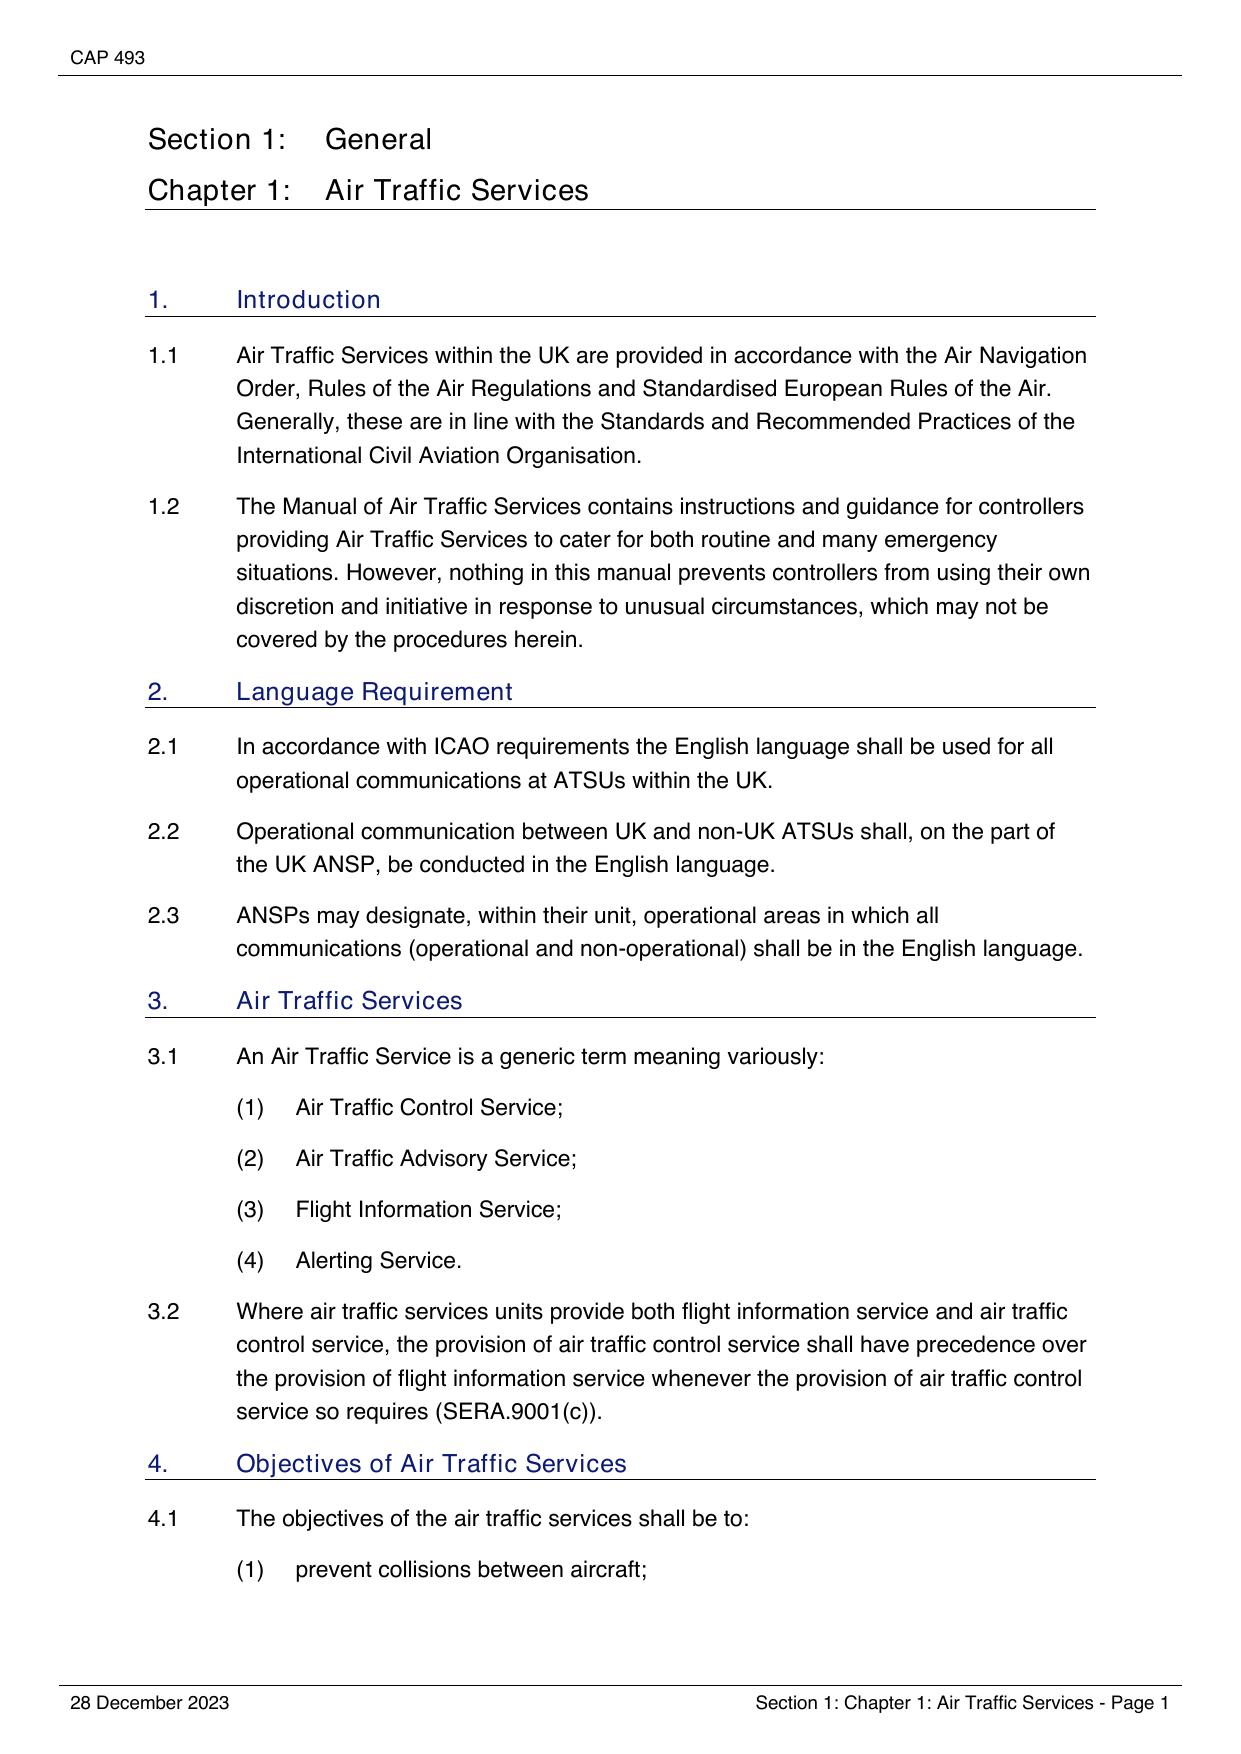 CAP 493
Section 1: General
Chapter 1: Air Traffic Services
1. Introduction
1.1 Air Traffic Services within the UK are provided in accordance with the Air Navigation
Order, Rules of the Air Regulations and Standardised European Rules of the Air.
Generally, these are in line with the Standards and Recommended Practices of the
International Civil Aviation Organisation.
1.2 The Manual of Air Traffic Services contains instructions and guidance for controllers
providing Air Traffic Services to cater for both routine and many emergency
situations. However, nothing in this manual prevents controllers from using their own
discretion and initiative in response to unusual circumstances, which may not be
covered by the procedures herein.
2. Language Requirement
2.1 In accordance with ICAO requirements the English language shall be used for all
operational communications at ATSUs within the UK.
2.2 Operational communication between UK and non-UK ATSUs shall, on the part of
the UK ANSP, be conducted in the English language.
2.3 ANSPs may designate, within their unit, operational areas in which all
communications (operational and non-operational) shall be in the English language.
3. Air Traffic Services
3.1 An Air Traffic Service is a generic term meaning variously:
(1) Air Traffic Control Service;
(2) Air Traffic Advisory Service;
(3) Flight Information Service;
(4) Alerting Service.
3.2 Where air traffic services units provide both flight information service and air traffic
control service, the provision of air traffic control service shall have precedence over
the provision of flight information service whenever the provision of air traffic control
service so requires (SERA.9001(c)).
4. Objectives of Air Traffic Services
4.1 The objectives of the air traffic services shall be to:
(1) prevent collisions between aircraft;
28 December 2023 Section 1: Chapter 1: Air Traffic Services - Page 1